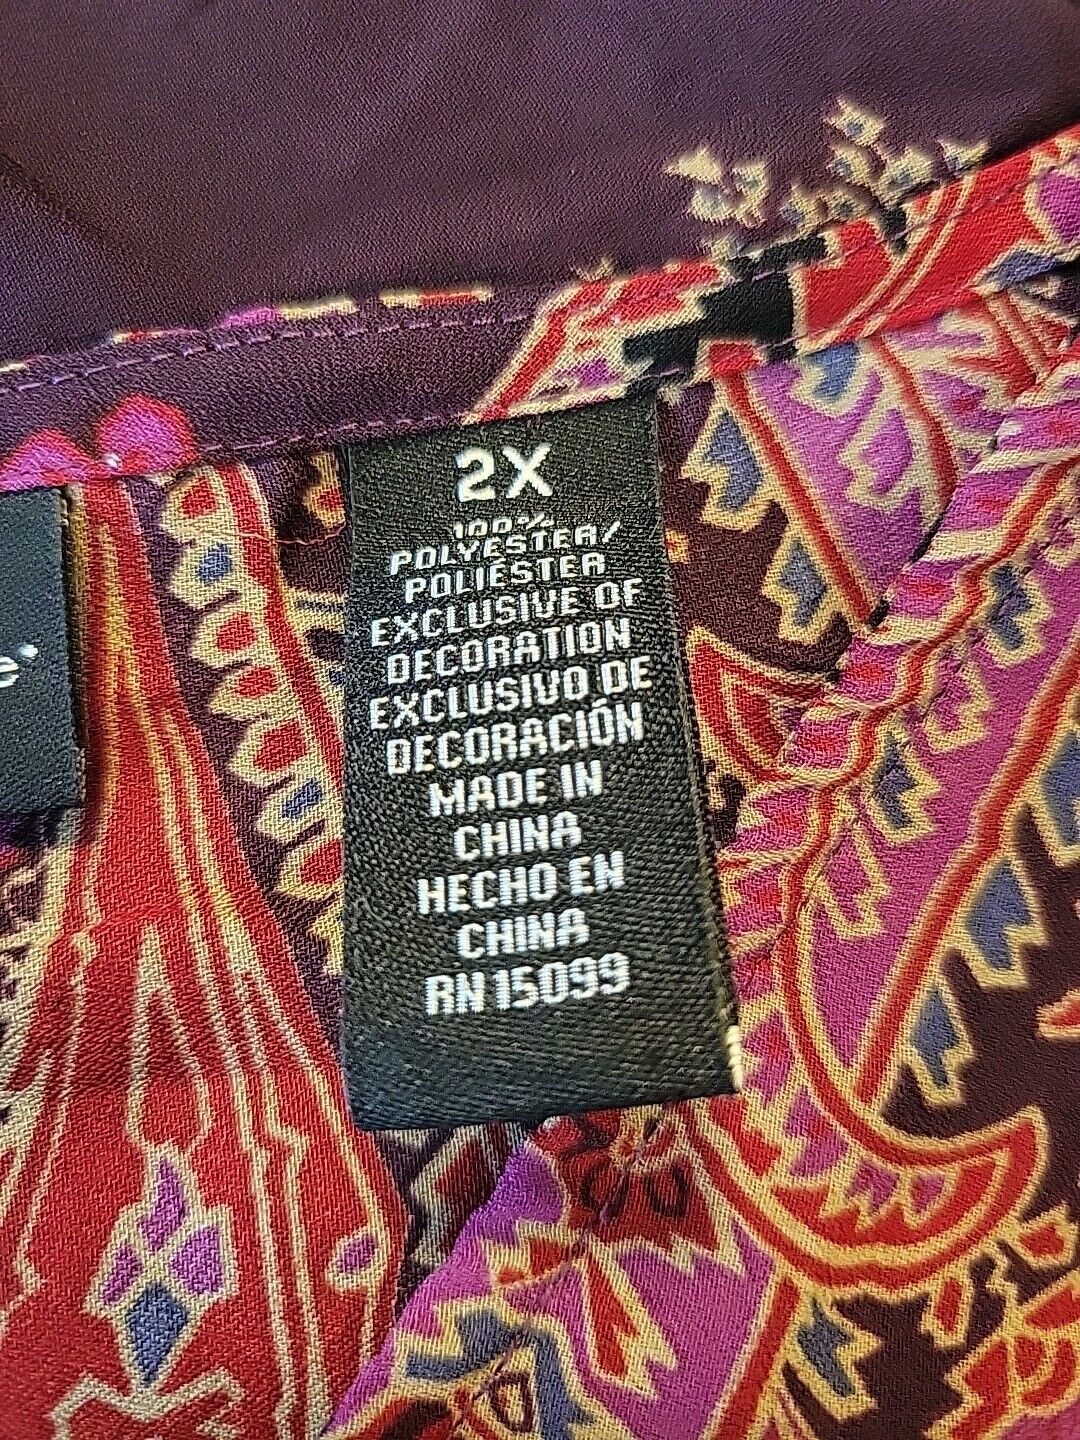 2X
100%
POLYESTER/
POLIESTER
EXCLUSIVE OF
DECORATION
EXCLUSIVO DE
DECORACIÓN
MADE IN
CHINA
HECHO EN
CHINA
RN 15099